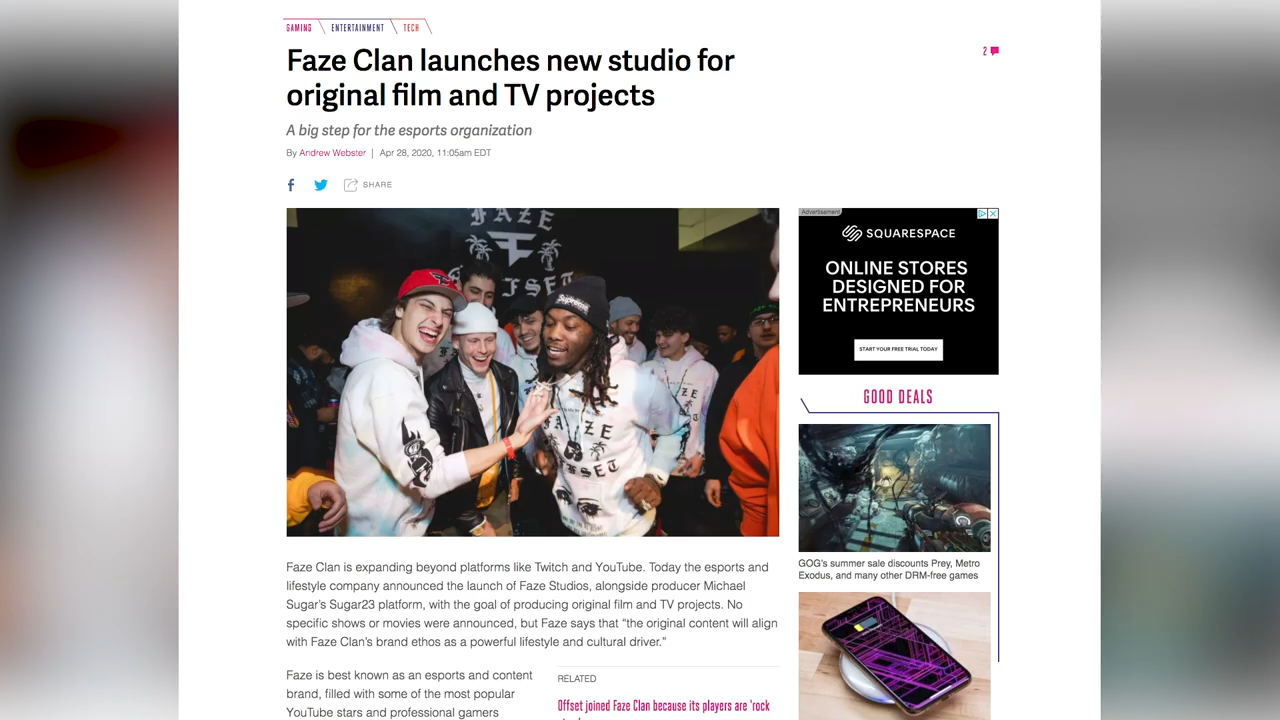 GAMING
ENTERTAINMENT
TECH
Faze Clan launches new studio for
original film and TV projects
2
A big step for the esports organization
By Andrew Webster | Apr 28, 2020, 11:05am EDT
SHARE
FAZE
FSET
Supreme
FAZE
FFSET
Advertisement
SQUARESPACE
ONLINE STORES
DESIGNED FOR
ENTREPRENEURS
START YOUR FREE TRIAL TODAY
GOOD DEALS
GOG's summer sale discounts Prey, Metro
Exodus, and many other DRM-free games
Faze Clan is expanding beyond platforms like Twitch and YouTube. Today the esports and
lifestyle company announced the launch of Faze Studios, alongside producer Michael
Sugar's Sugar23 platform, with the goal of producing original film and TV projects. No
specific shows or movies were announced, but Faze says that “the original content will align
with Faze Clan's brand ethos as a powerful lifestyle and cultural driver.”
Faze is best known as an esports and content
brand, filled with some of the most popular
YouTube stars and professional gamers
RELATED
Offset joined Faze Clan because its players are 'rock